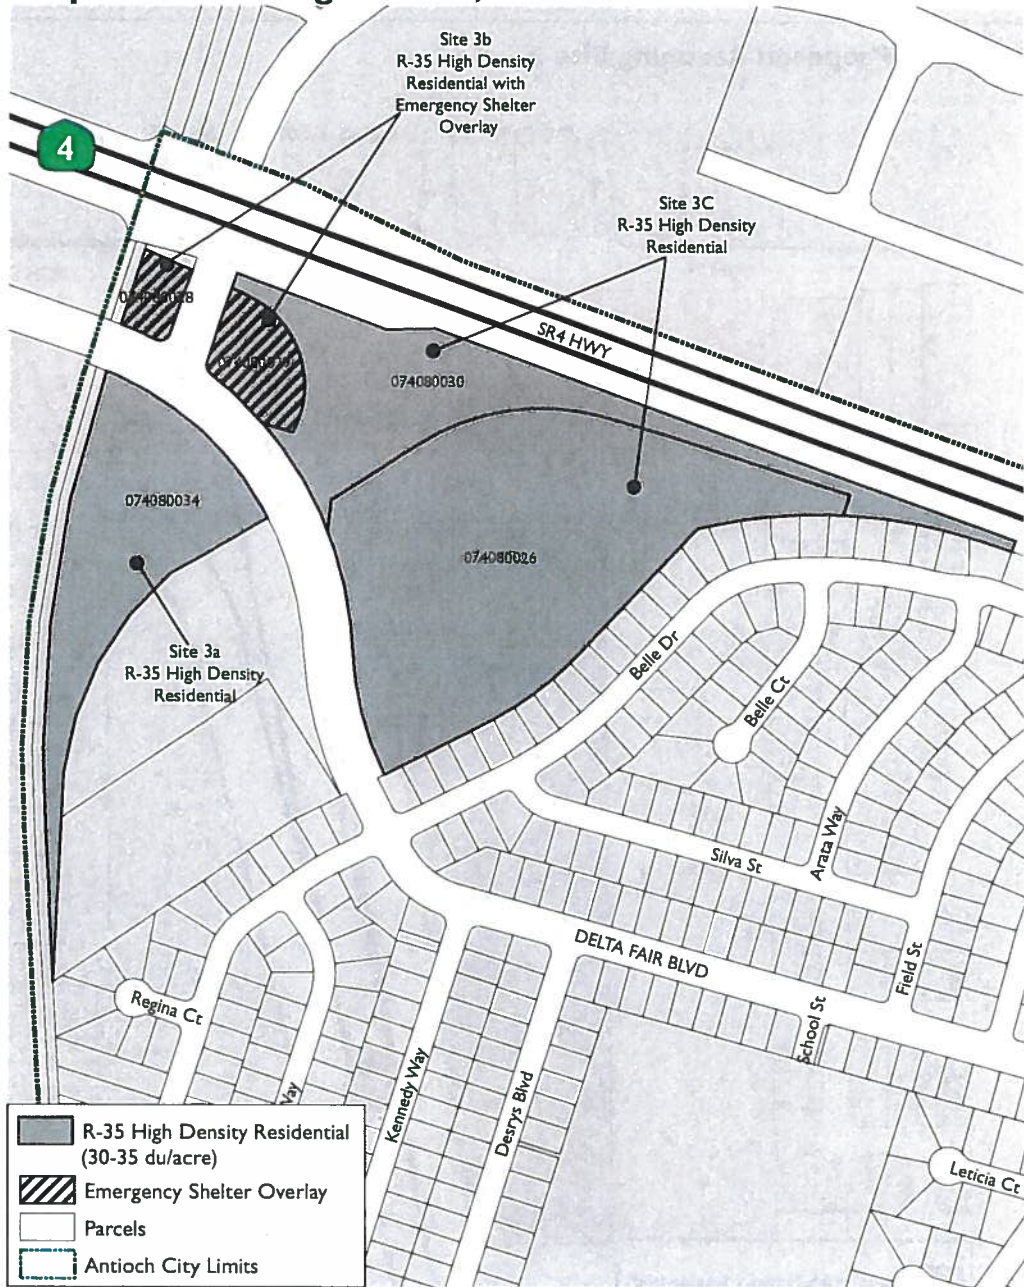 Site 3b
R-35 High Density
Residential with
Emergency Shelter
Overlay
4
Site 3C
R-35 High Density
Residential
SR4 HWY
074080030
074080034
074080026
Site 3a
R-35 High Density
Residential
Belle Dr
Belle Ct
Arata Way
Silva St
DELTA FAIR BLVD
Field St
School St
Regina Ct
Kennedy Way
Desrys Blvd
Leticia Ct
R-35 High Density Residential
(30-35 du/acre)
Emergency Shelter Overlay
Parcels
Antioch City Limits